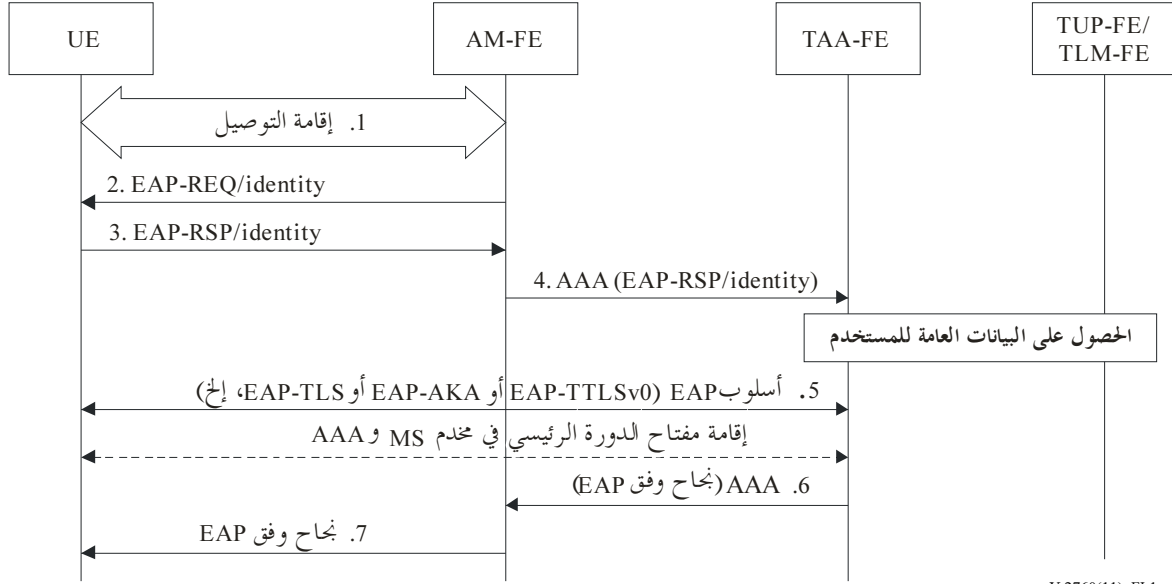 UE
AM-FE
TAA-FE
TUP-FE/
TLM-FE
1. إقامة التوصيل
2. EAP-REQ/identity
3. EAP-RSP/identity
4. AAA (EAP-RSP/identity)
الحصول على البيانات العامة للمستخدم
5. أسلوب EAP (EAP-TTLSv0 أو EAP-AKA أو EAP-TLS، إلخ)
إقامة مفتاح الدورة الرئيسي في مخدم MS و AAA
6. AAA (نجاح وفق EAP)
7. نجاح وفق EAP